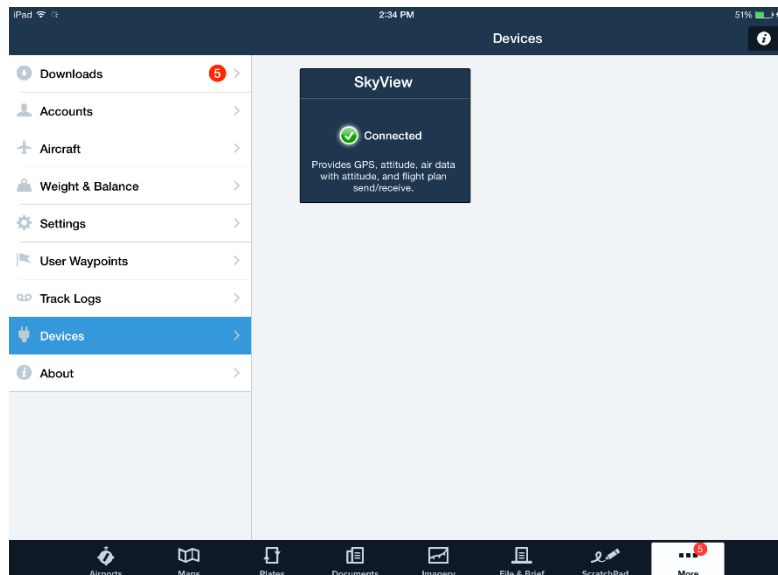 iPad 2:34 PM 51%
Devices
Downloads 5
Accounts
Aircraft
Weight & Balance
Settings
User Waypoints
Track Logs
Devices
About
SkyView
Connected
Provides GPS, attitude, air data
with attitude, and flight plan
send/receive.
5
Airports Maps Plates Documents Imagery File & Brief ScratchPad More